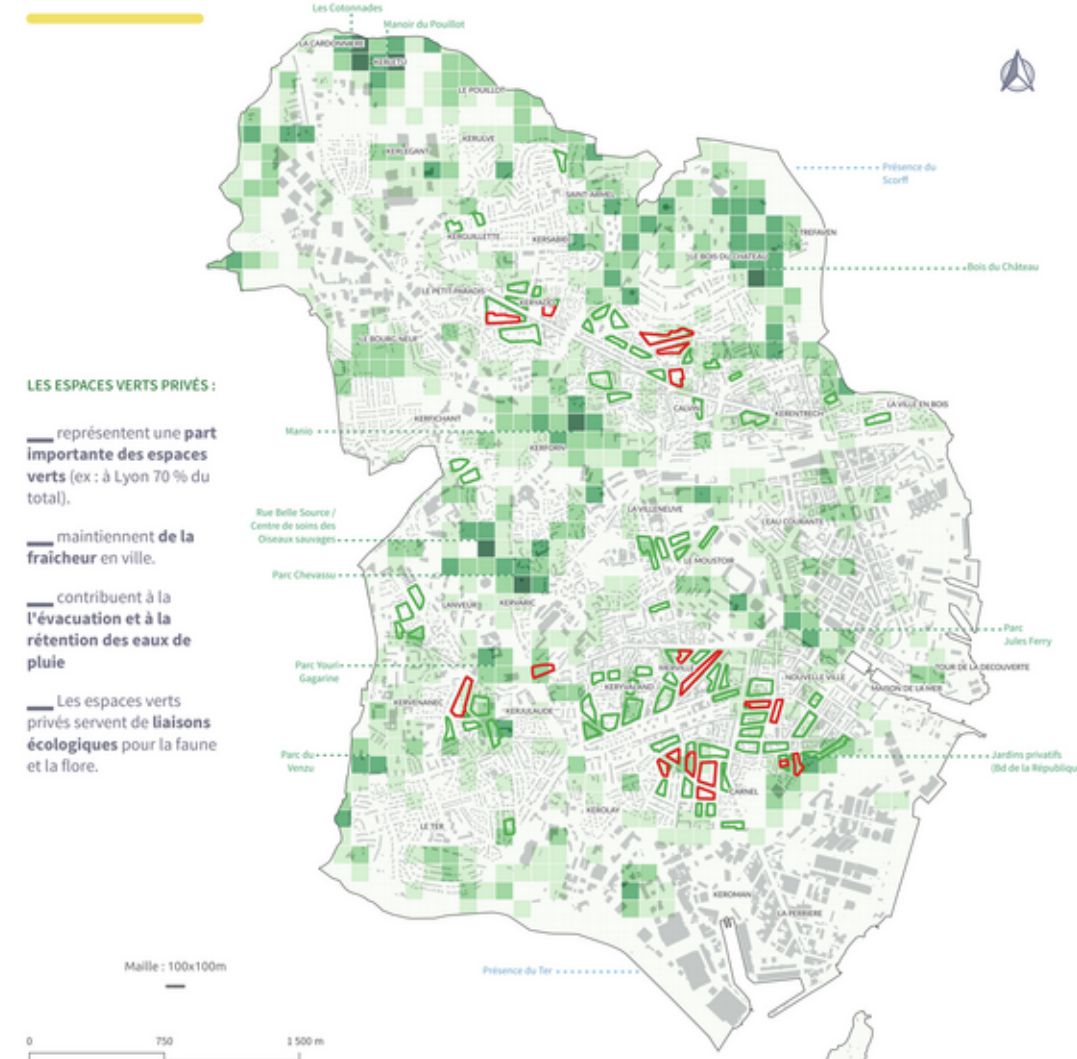 Les Cotonnades
Manoir du Pouillot
LA CARDONNIERE
KERLETU
LE POUILLOT
KERULVE
KERLEGANT
Présence du
Scorff
SAINT-ARMEL
KERGUILLETTE
KERSABIEC
TREFAVEN
LE BOIS DU CHATEAU
Bois du Château
LE PETIT PARADIS
KERYADO
LE BOURG NEUF
LES ESPACES VERTS PRIVÉS :
représentent une part
importante des espaces
verts (ex : à Lyon 70 % du
total).
maintiennent de la
fraîcheur en ville.
contribuent à la
l'évacuation et à la
rétention des eaux de
pluie
Les espaces verts
privés servent de liaisons
écologiques pour la faune
et la flore.
CALVIN
KERENTRECH
LA VILLE EN BOIS
KERFICHANT
Manio
KERFORN
Rue Belle Source /
Centre de soins des
Oiseaux sauvages
LA VILLENEUVE
L'EAU COURANTE
LE MOUSTOIR
Parc Chevassu
LANVEUR
KERVARIC
Parc
Jules Ferry
Parc Youri
Gagarine
MERVILLE
TOUR DE LA DECOUVERTE
NOUVELLE VILLE
MAISON DE LA MER
KERVENANEC
KERJULAUDE
Parc du
Venzu
Jardins privatifs
(Bd de la Républiqu
CARNEL
KEROLAY
LE TER
KEROMAN
LA PERRIERE
Maille : 100x100m
Présence du Ter
0 750 1 500 m